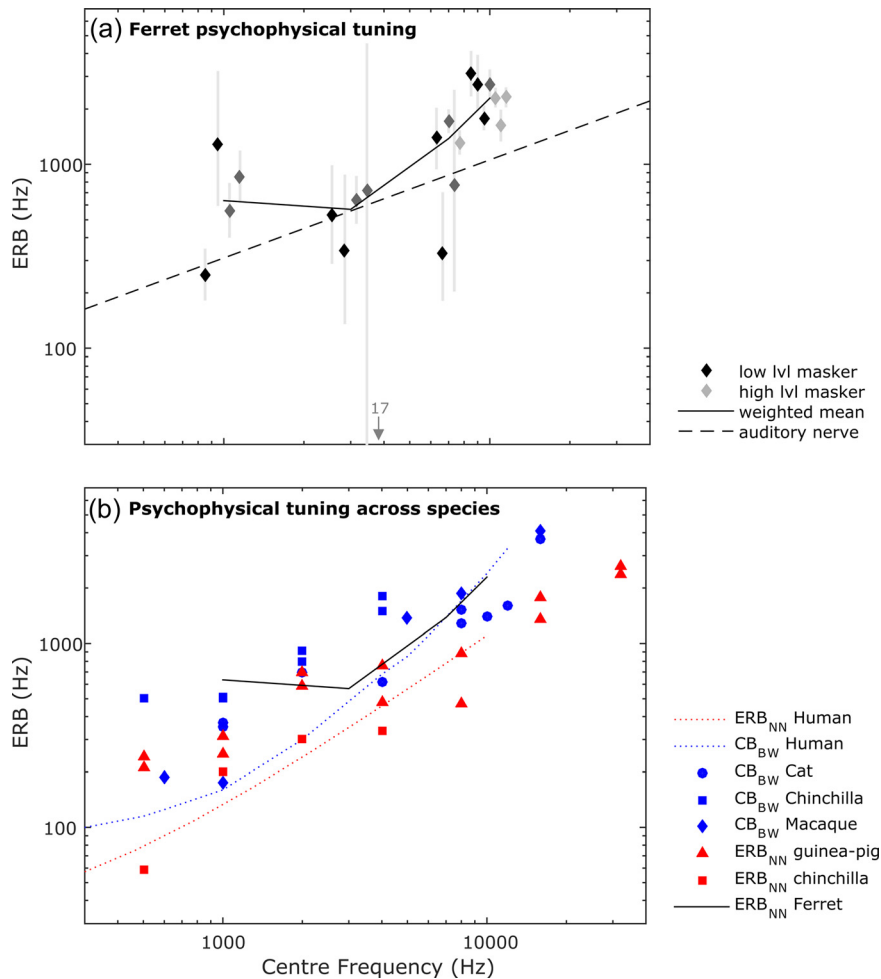 (a) Ferret psychophysical tuning
1000
100
ERB (Hz)
17
low lvl masker
high lvl masker
weighted mean
auditory nerve
(b) Psychophysical tuning across species
1000
100
ERB (Hz)
1000
10000
Centre Frequency (Hz)
ERB_NN Human
CB_BW Human
CB_BW Cat
CB_BW Chinchilla
CB_BW Macaque
ERB_NN guinea-pig
ERB_NN chinchilla
ERB_NN Ferret